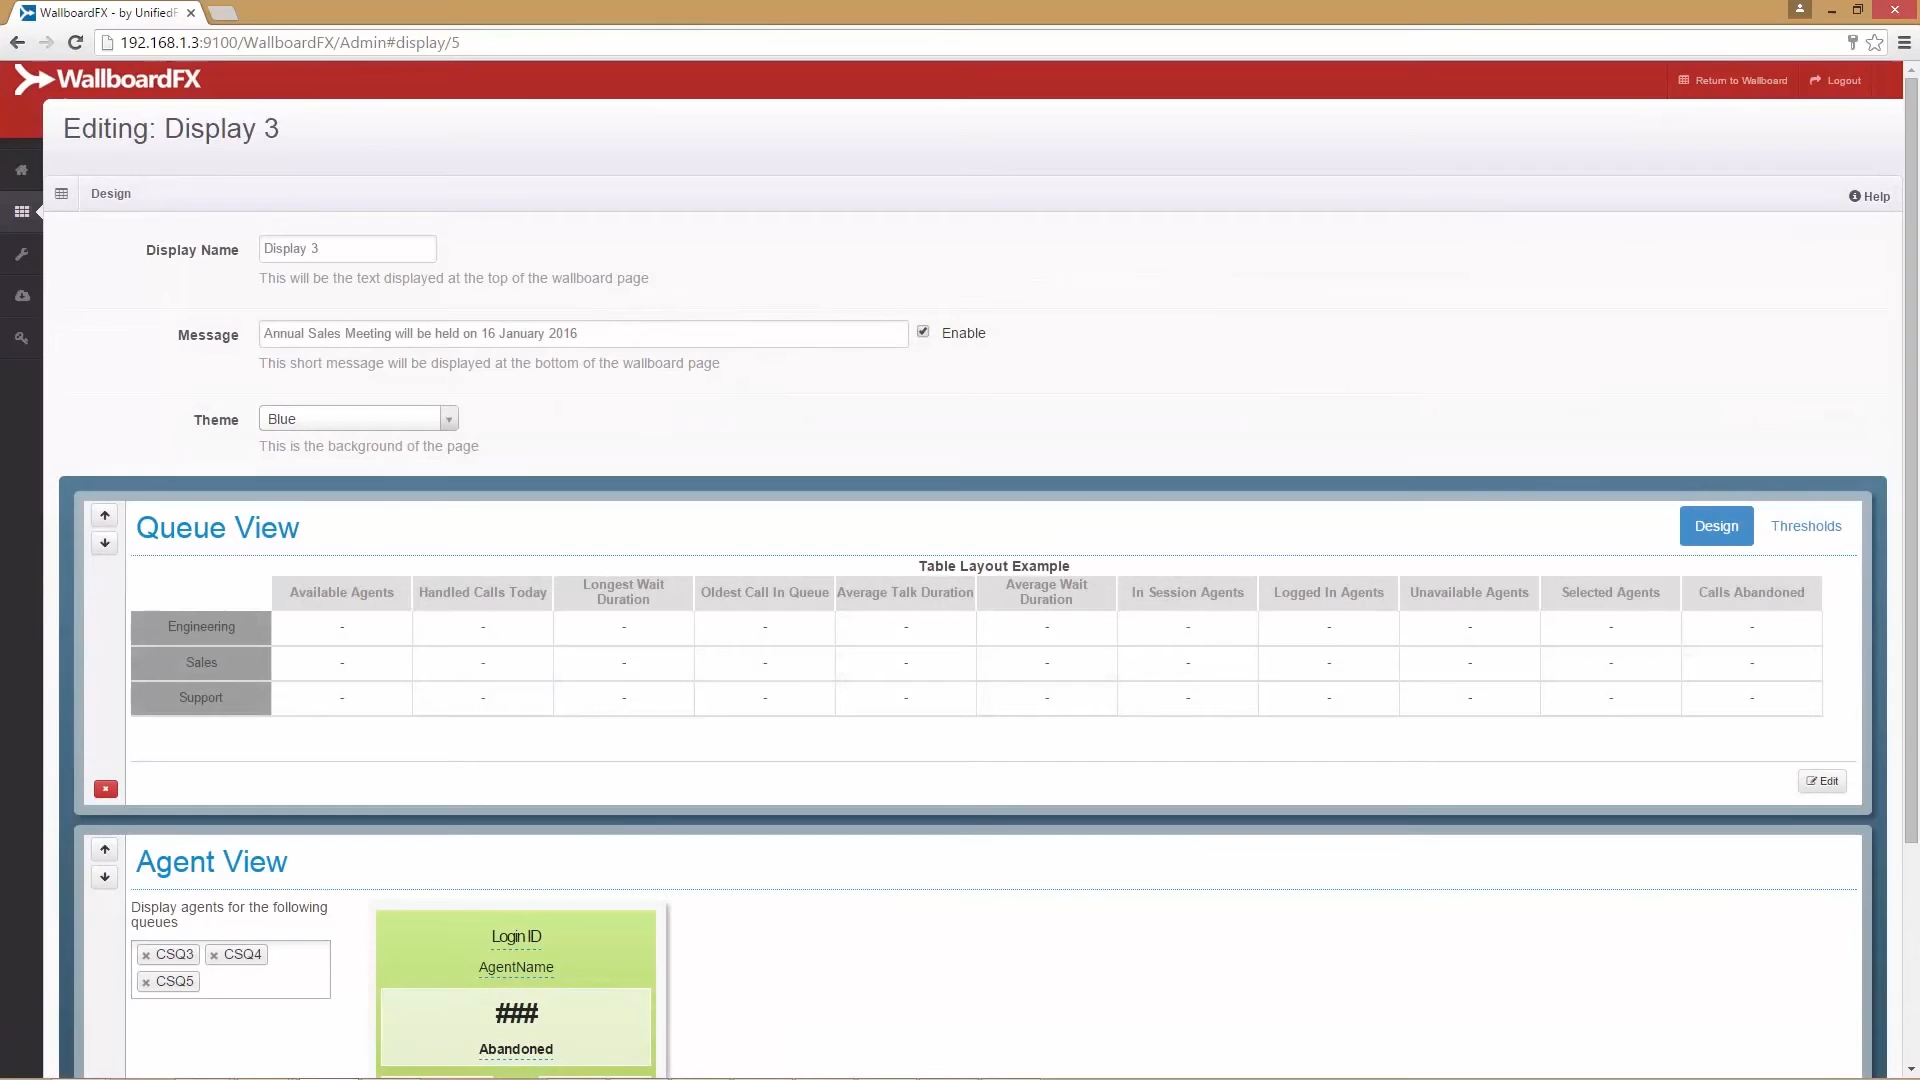 WallboardFX - by UnifiedF
192.168.1.3:9100/WallboardFX/Admin#display/5
WallboardFX
Return to Wallboard
Logout
Editing: Display 3
Design
Help
Display Name
Display 3
This will be the text displayed at the top of the wallboard page
Message
Annual Sales Meeting will be held on 16 January 2016
Enable
This short message will be displayed at the bottom of the wallboard page
Theme
Blue
This is the background of the page
Queue View
Design
Thresholds
Table Layout Example
Available Agents
Handled Calls Today
Longest Wait
Duration
Oldest Call In Queue
Average Talk Duration
Average Wait
Duration
In Session Agents
Logged In Agents
Unavailable Agents
Selected Agents
Calls Abandoned
Engineering - - - - - - - - - - -
Sales - - - - - - - - - - -
Support - - - - - - - - - - -
Edit
Agent View
Display agents for the following
queues
CSQ3
CSQ4
CSQ5
Login ID
AgentName
###
Abandoned